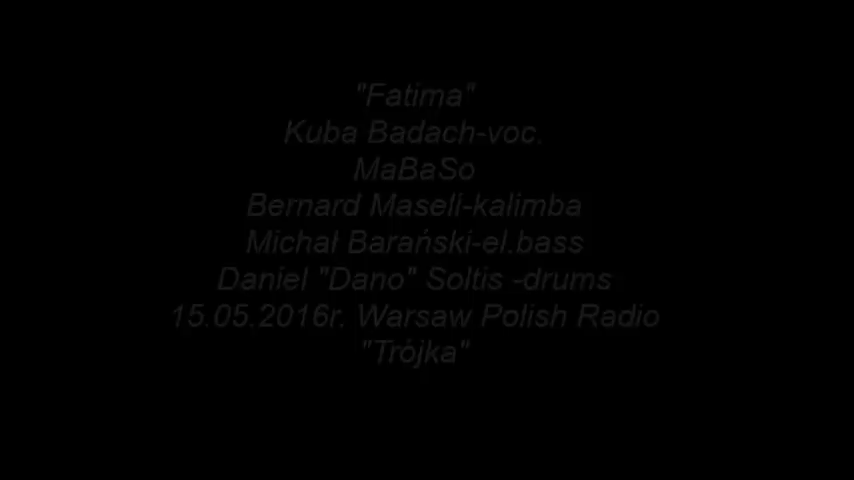 "Fatima"
Kuba Badach-voc.
MaBaSo
Bernard Maseli-kalimba
Michał Barański-el.bass
Daniel "Dano" Soltis -drums
15.05.2016r. Warsaw Polish Radio
"Trójka"